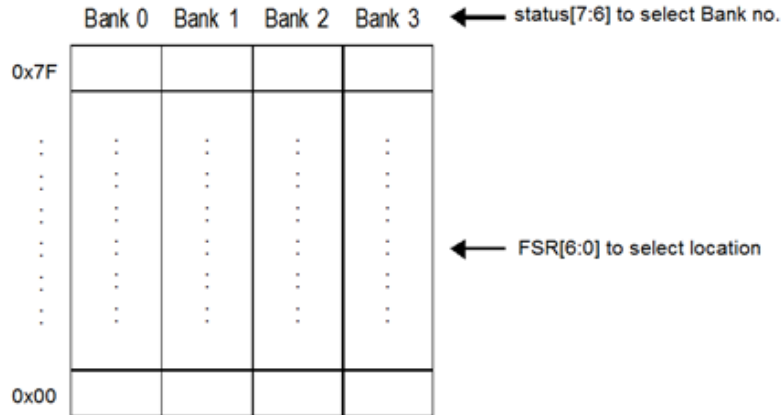 Bank 0 Bank 1 Bank 2 Bank 3 status[7:6] to select Bank no.
0x7F
FSR[6:0] to select location
0x00